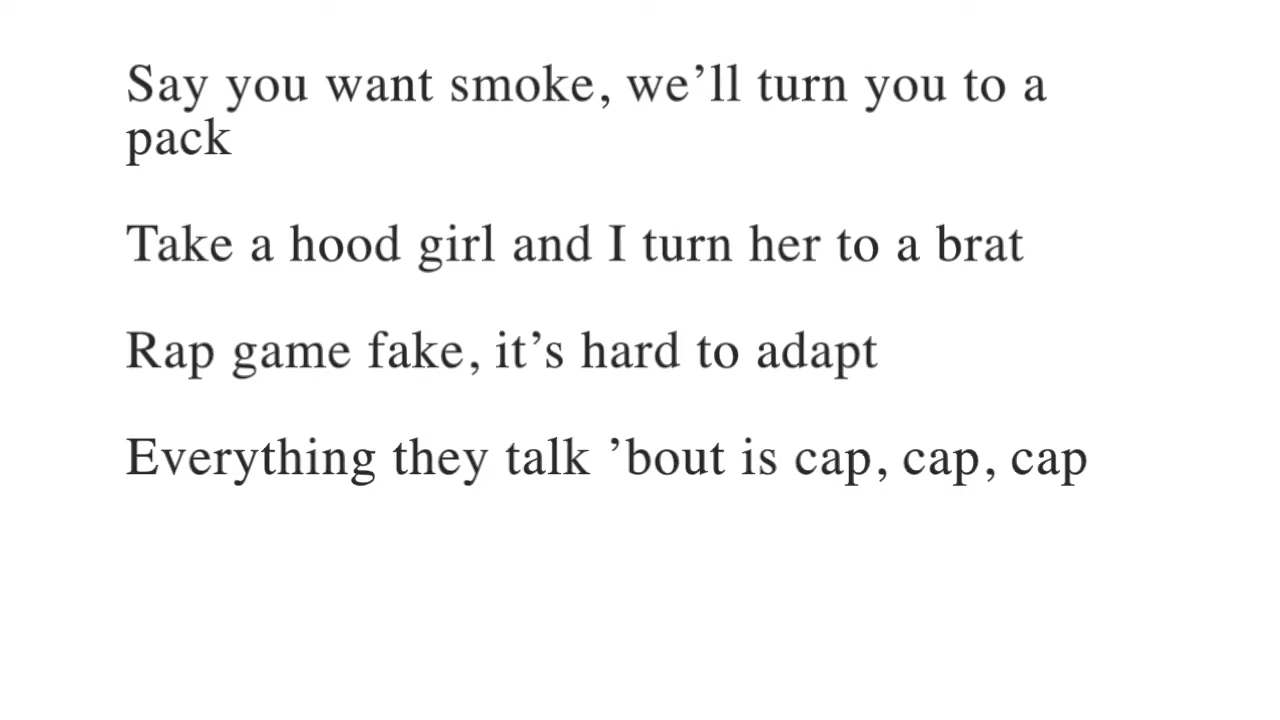 Say you want smoke, we’ll turn you to a
pack
Take a hood girl and I turn her to a brat
Rap game fake, it’s hard to adapt
Everything they talk ’bout is cap, cap, cap